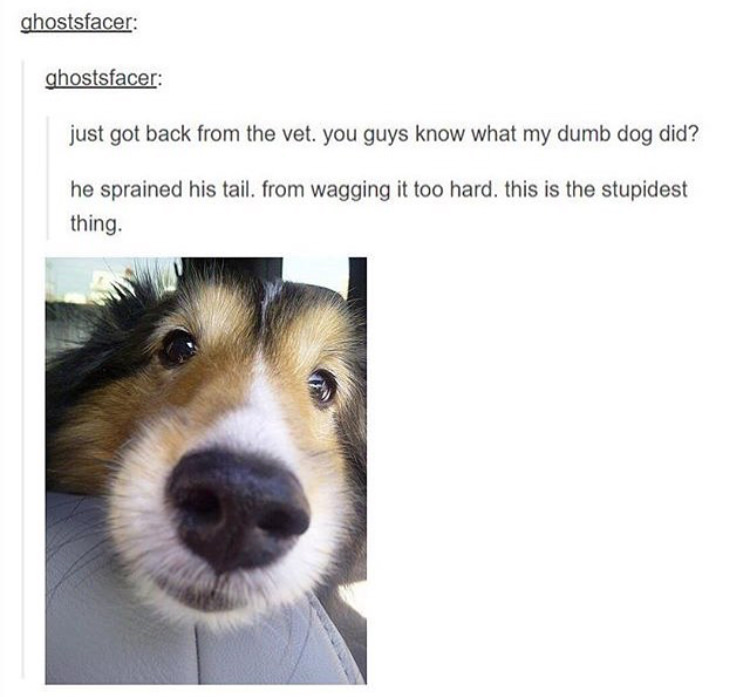 ghostsfacer:
ghostsfacer:
just got back from the vet. you guys know what my dumb dog did?
he sprained his tail. from wagging it too hard. this is the stupidest
thing.